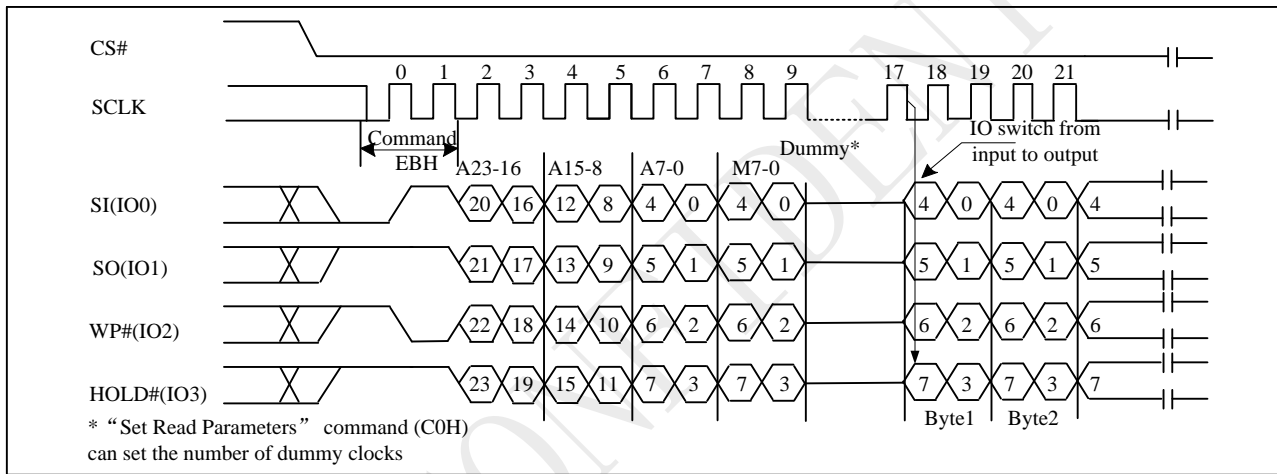 CS#
0 1 2 3 4 5 6 7 8 9 17 18 19 20 21
SCLK
Command
EBH
Dummy*
IO switch from
input to output
A23-16 A15-8 A7-0 M7-0
SI(IO0) 20 16 12 8 4 0 4 0 4 0 4 0 4
SO(IO1) 21 17 13 9 5 1 5 1 5 1 5 1 5
WP#(IO2) 22 18 14 10 6 2 6 2 6 2 6 2 6
HOLD#(IO3) 23 19 15 11 7 3 7 3 7 3 7 3 7
Byte1 Byte2
* “Set Read Parameters” command (C0H)
can set the number of dummy clocks
CONFIDENT